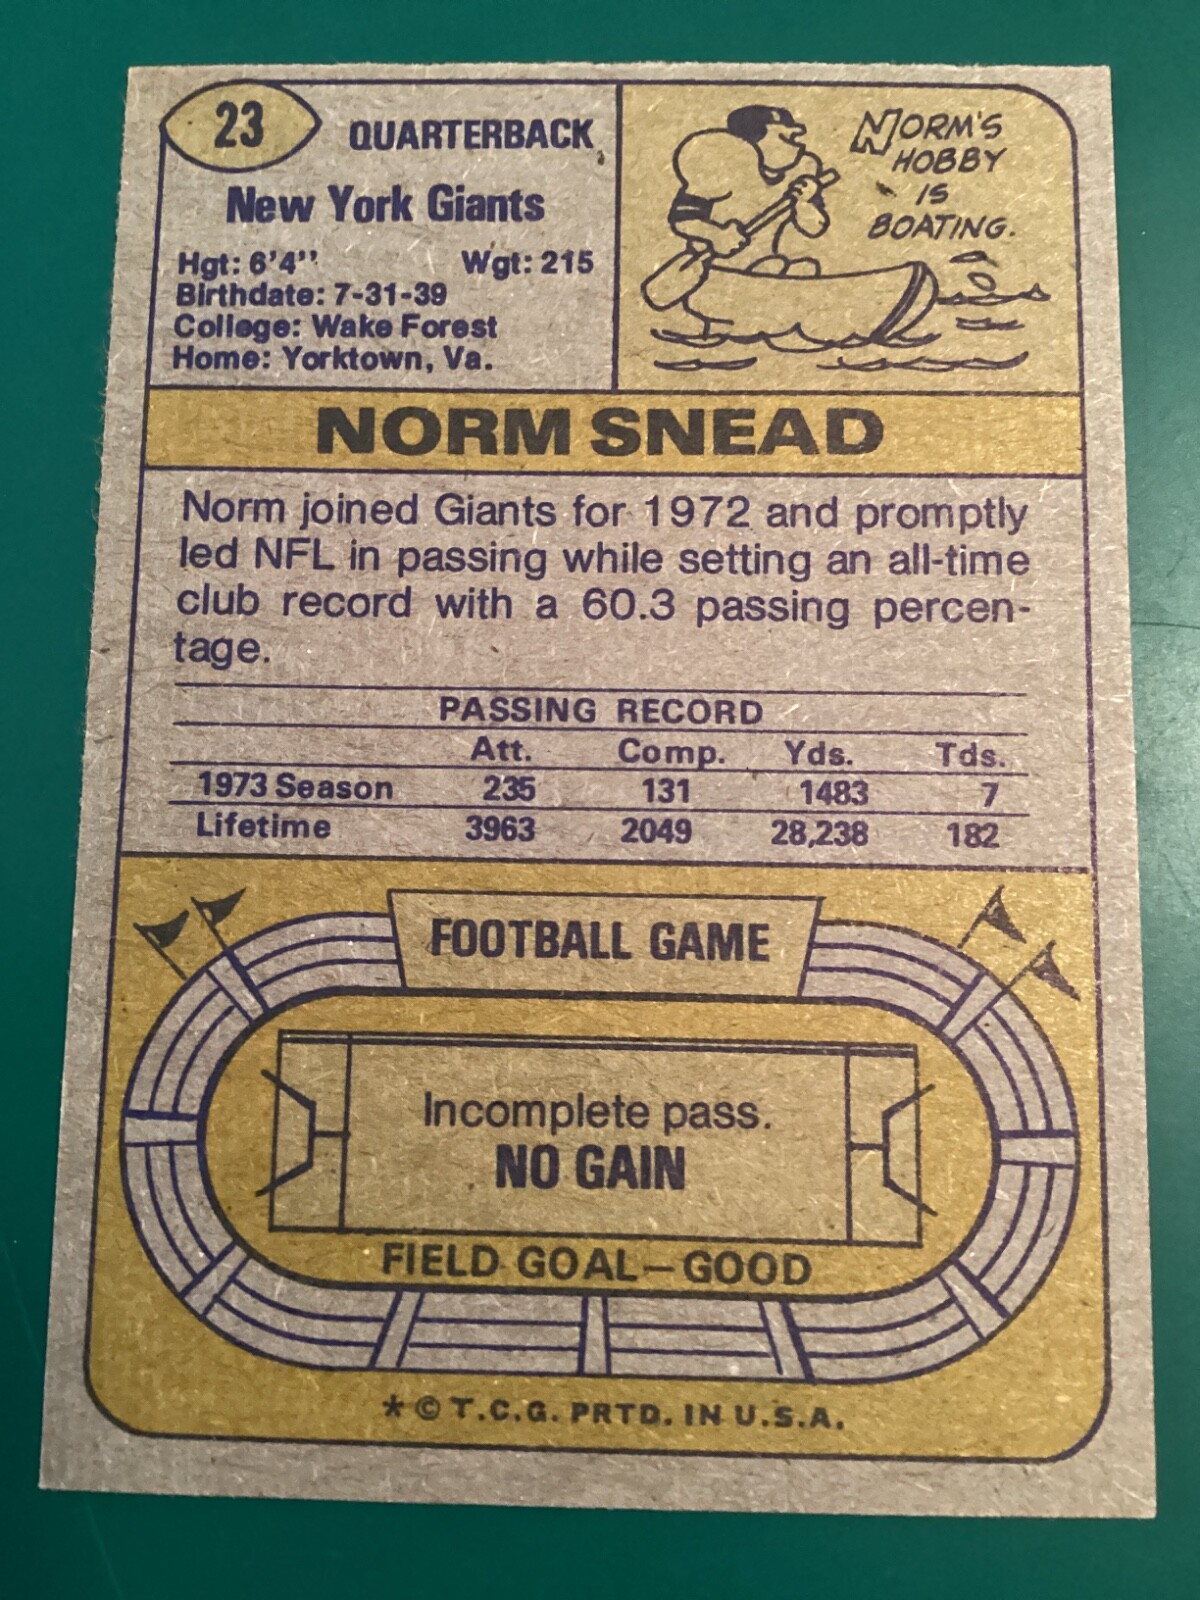 23
QUARTERBACK
New York Giants
Hgt: 6'4" Wgt: 215
Birthdate: 7-31-39
College: Wake Forest
Home: Yorktown, Va.
NORM'S
HOBBY
IS
BOATING.
NORM SNEAD
Norm joined Giants for 1972 and promptly
led NFL in passing while setting an all-time
club record with a 60.3 passing percen-
tage.
PASSING RECORD
Att. Comp. Yds. Tds.
1973 Season 235 131 1483 7
Lifetime 3963 2049 28,238 182
FOOTBALL GAME
Incomplete pass.
NO GAIN
FIELD GOAL—GOOD
* © T.C.G. PRTD. IN U.S.A.